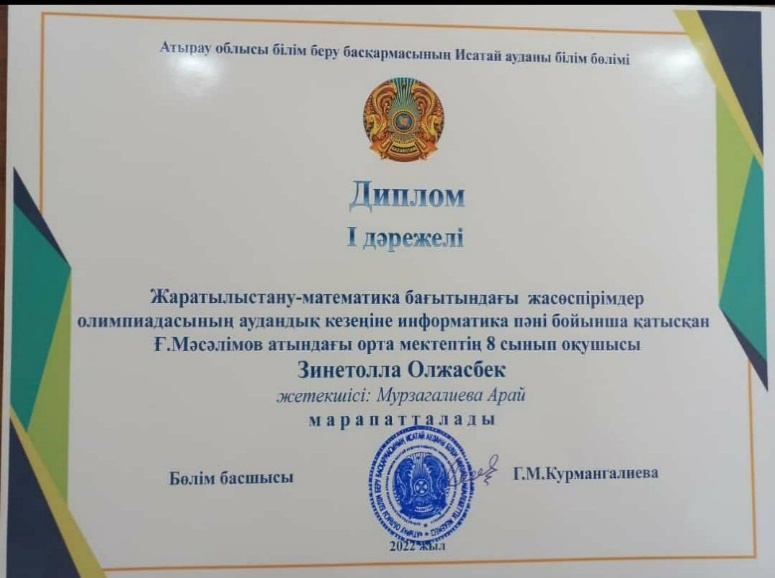 Атырау облысы білім беру басқармасының Исатай ауданы білім бөлімі
Диплом
І дәрежелі
Жаратылыстану-математика бағытындағы жасөспірімдер
олимпиадасының аудандық кезеңіне информатика пәні бойынша қатысқан
Ғ.Мәсәлімов атындағы орта мектептің 8 сынып оқушысы
Зинетолла Олжасбек
жетекшісі: Мурзагалиева Арай
марапатталады
Бөлім басшысы
Г.М.Курмангалиева
2022 жыл